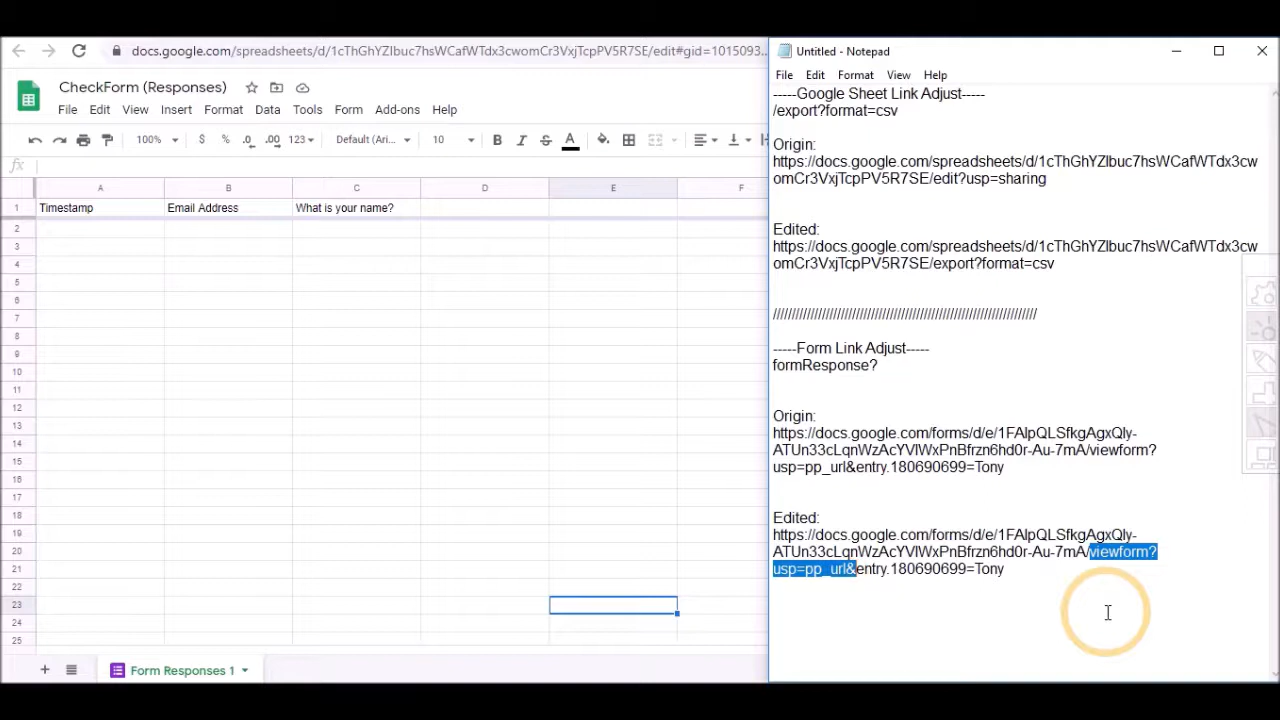 docs.google.com/spreadsheets/d/1cThGhYZIbuc7hsWCafWTdx3cwomCr3VxjTcpPV5R7SE/edit#gid=1015093...
CheckForm (Responses)
File Edit View Insert Format Data Tools Form Add-ons Help
100% $ % .0 .00 123 Default (Ari... 10 B I S A
fx
A B C D E F
1 Timestamp Email Address What is your name?
2
3
4
5
6
7
8
9
10
11
12
13
14
15
16
17
18
19
20
21
22
23
24
25
Form Responses 1
Untitled - Notepad
File Edit Format View Help
-----Google Sheet Link Adjust-----
/export?format=csv
Origin:
https://docs.google.com/spreadsheets/d/1cThGhYZIbuc7hsWCafWTdx3cw
omCr3VxjTcpPV5R7SE/edit?usp=sharing
Edited:
https://docs.google.com/spreadsheets/d/1cThGhYZIbuc7hsWCafWTdx3cw
omCr3VxjTcpPV5R7SE/export?format=csv
//////////////////////////////////////////////////////////////////////
-----Form Link Adjust-----
formResponse?
Origin:
https://docs.google.com/forms/d/e/1FAIpQLSfkgAgxQly-
ATUn33cLqnWzAcYVlWxPnBfrzn6hd0r-Au-7mA/viewform?
usp=pp_url&entry.180690699=Tony
Edited:
https://docs.google.com/forms/d/e/1FAIpQLSfkgAgxQly-
ATUn33cLqnWzAcYVlWxPnBfrzn6hd0r-Au-7mA/viewform?
usp=pp_url&entry.180690699=Tony